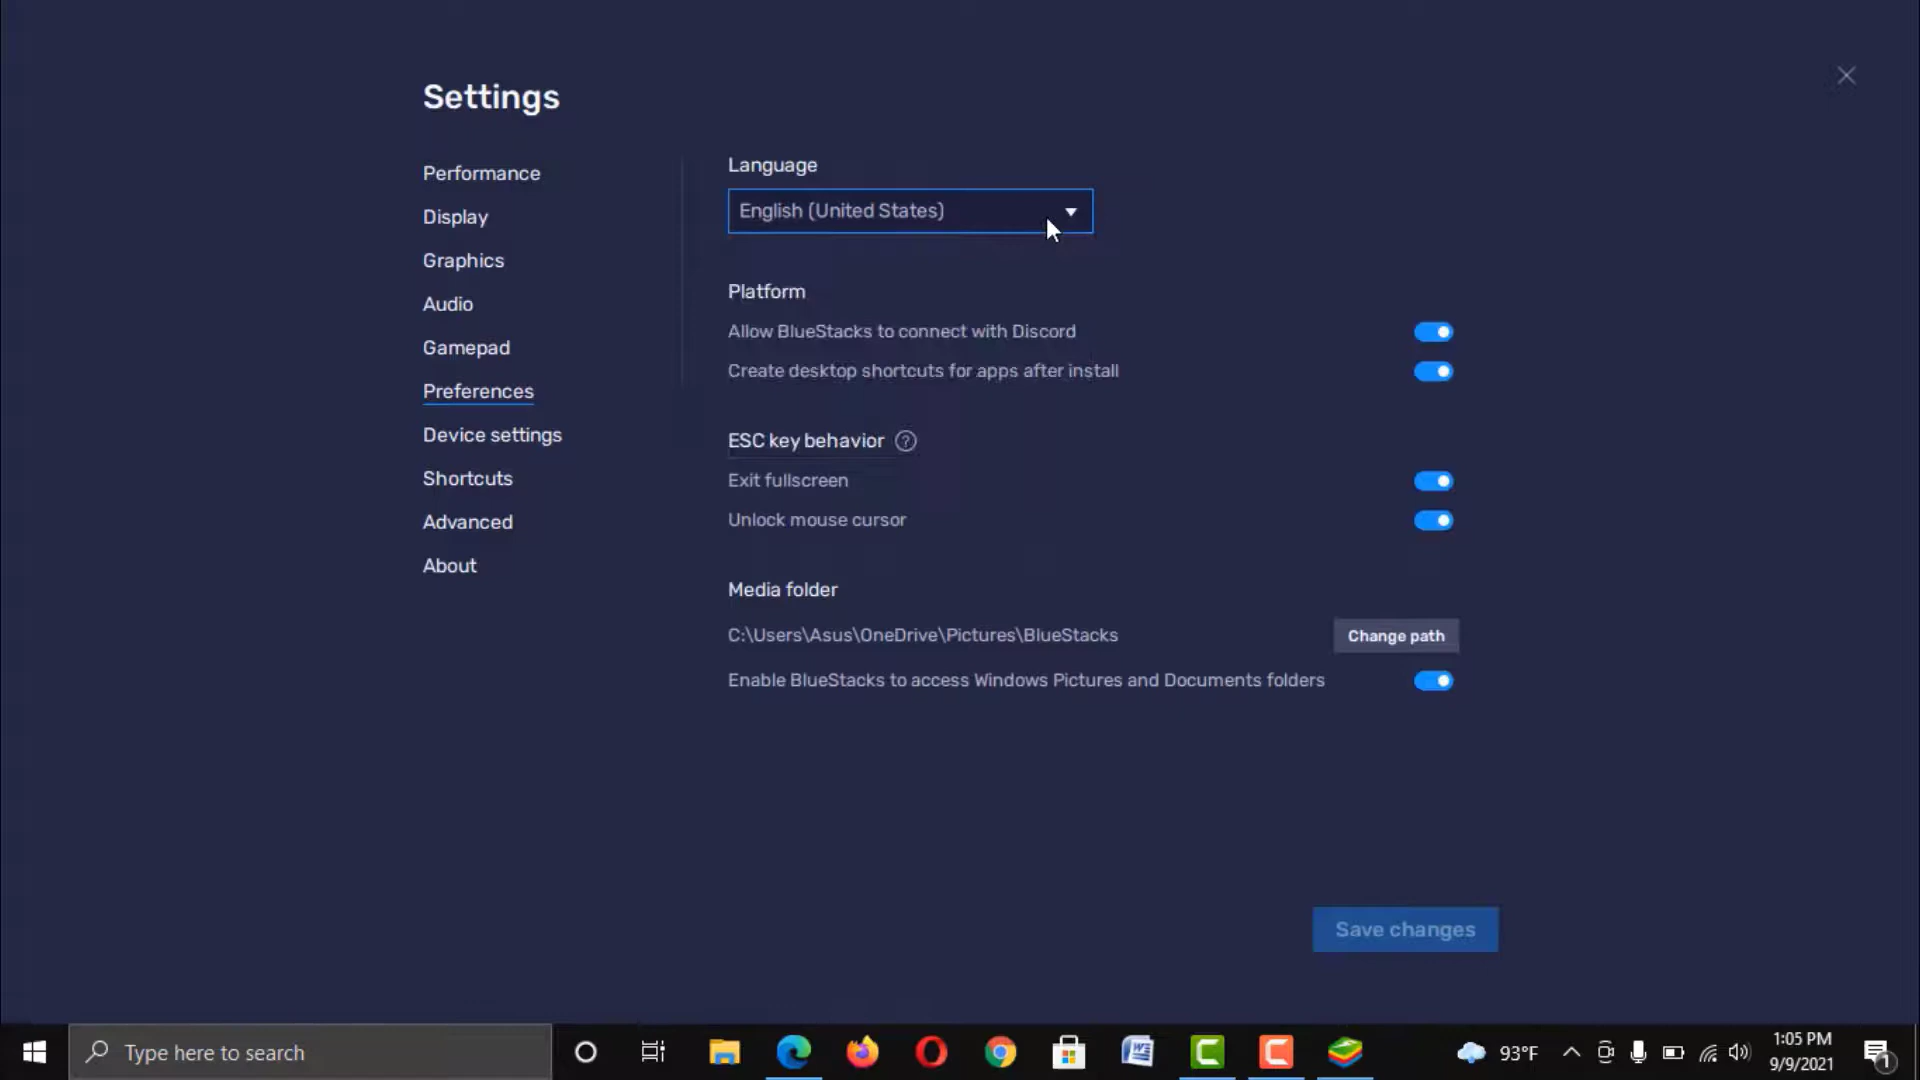 Settings
Performance
Display
Graphics
Audio
Gamepad
Preferences
Device settings
Shortcuts
Advanced
About
Language
English (United States)
Platform
Allow BlueStacks to connect with Discord
Create desktop shortcuts for apps after install
ESC key behavior ?
Exit fullscreen
Unlock mouse cursor
Media folder
C:\Users\Asus\OneDrive\Pictures\BlueStacks
Change path
Enable BlueStacks to access Windows Pictures and Documents folders
Save changes
Type here to search
W
C
C
93°F
1:05 PM
9/9/2021
1